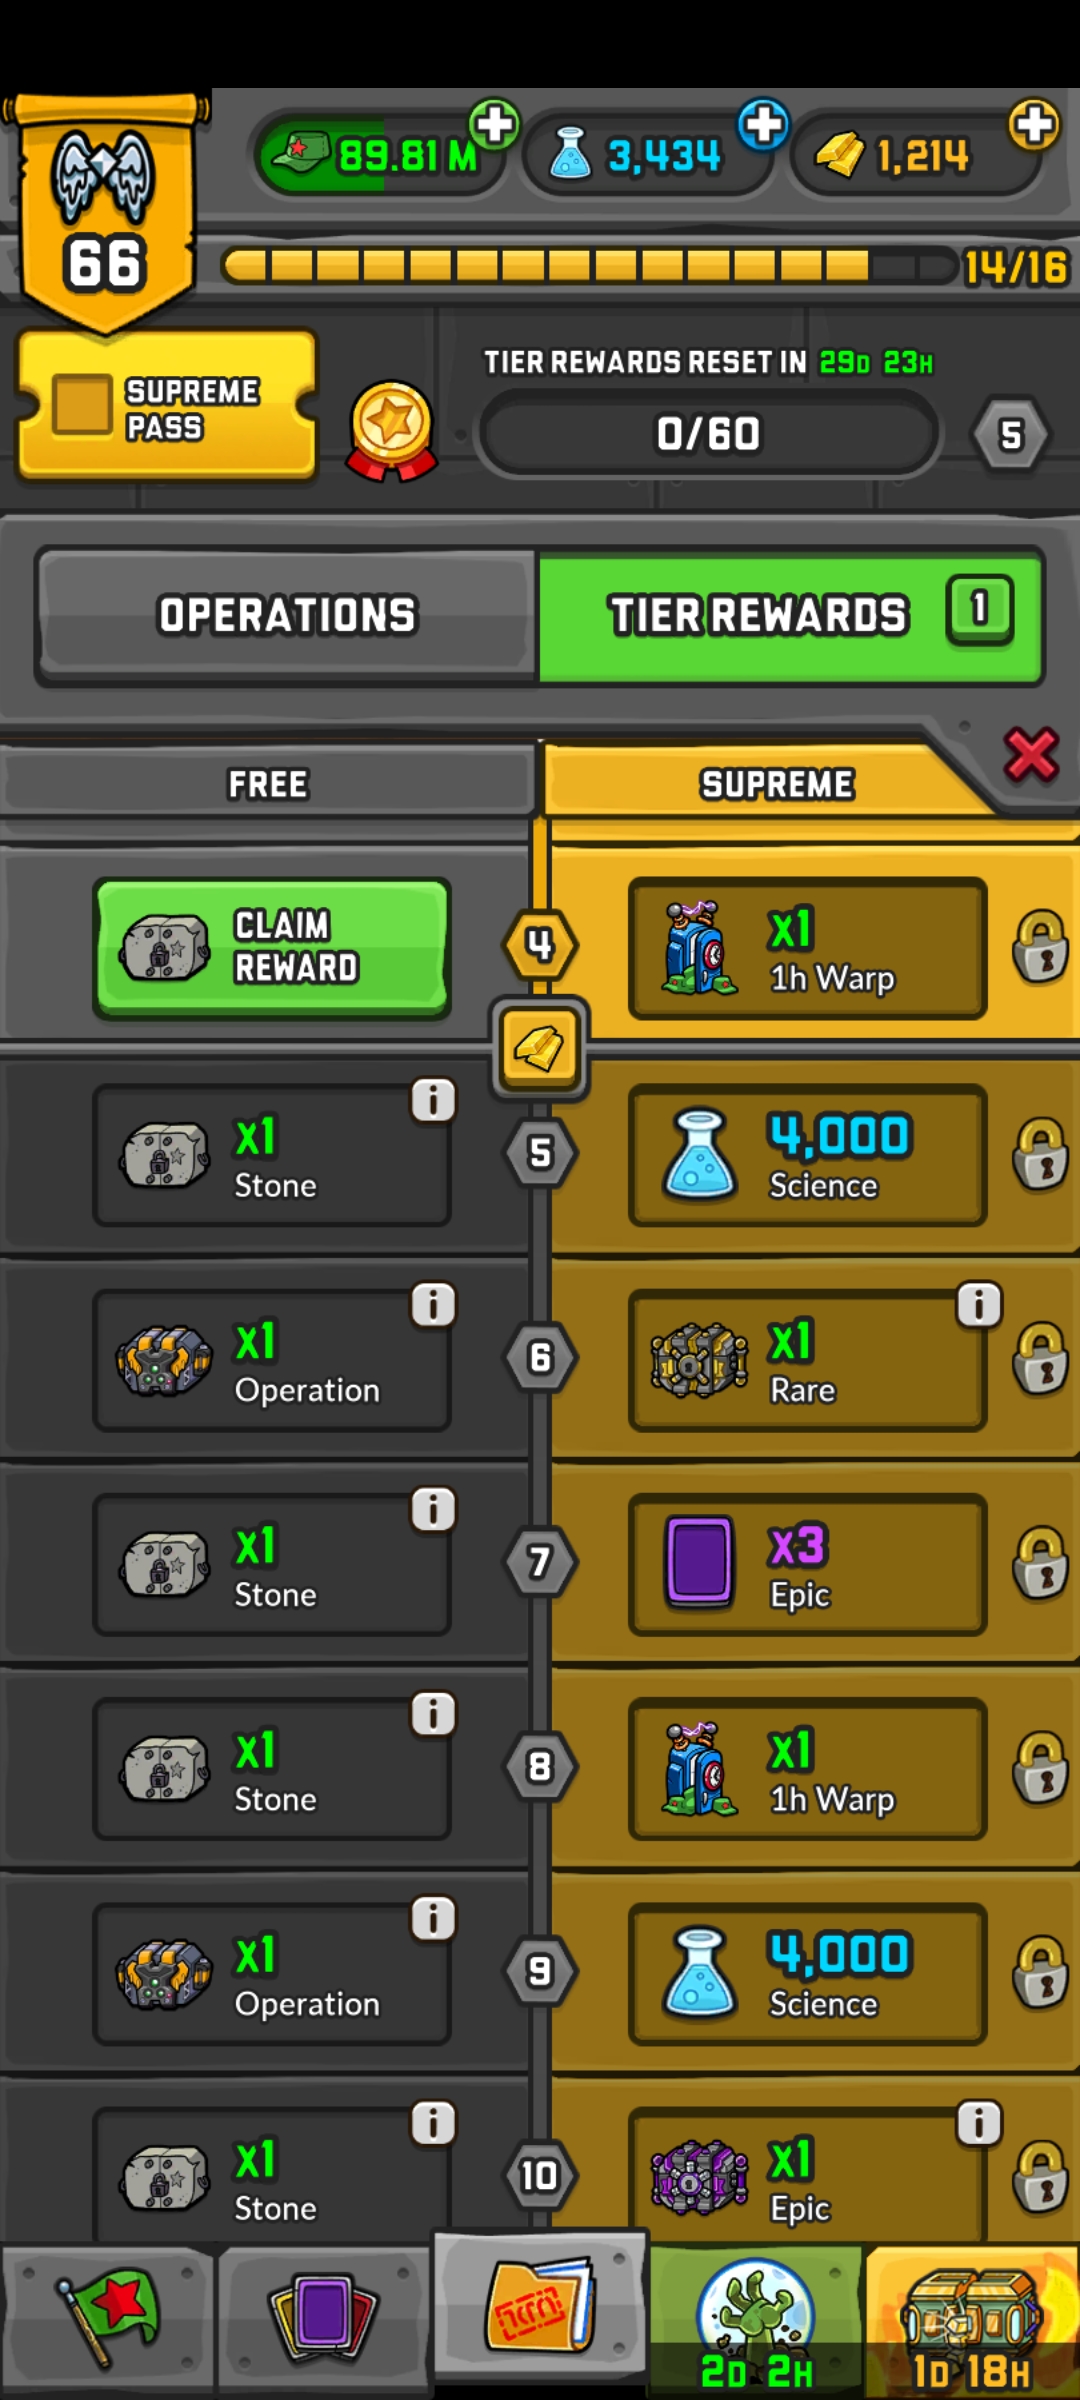 89.81 M
3,434
1,214
66
14/16
SUPREME
PASS
TIER REWARDS RESET IN 29D 23H
0/60
5
OPERATIONS
TIER REWARDS
1
FREE
SUPREME
CLAIM
REWARD
4
X1
1h Warp
X1
Stone
5
4,000
Science
X1
Operation
6
X1
Rare
X1
Stone
7
X3
Epic
X1
Stone
8
X1
1h Warp
X1
Operation
9
4,000
Science
X1
Stone
10
X1
Epic
2D 2H
1D 18H